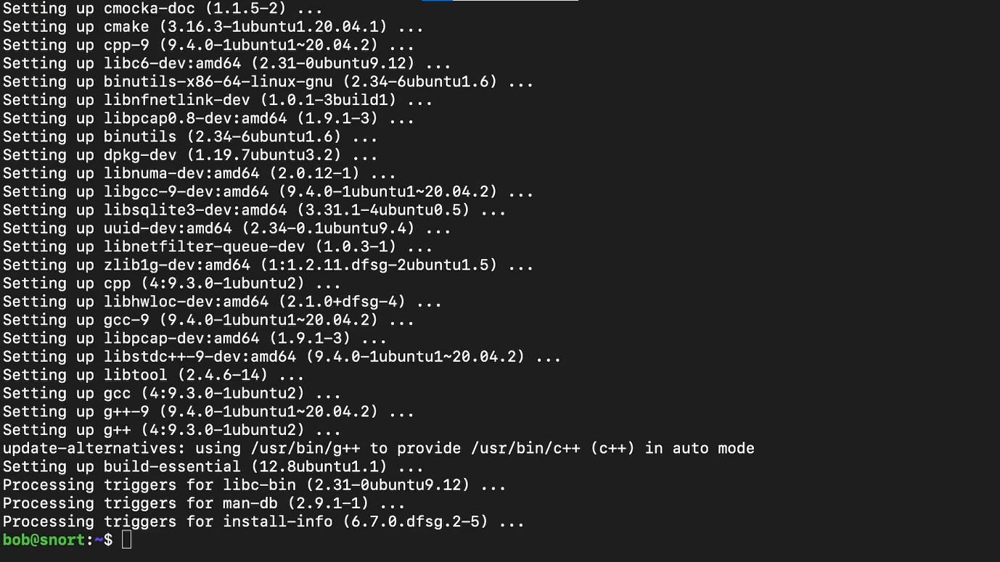 Setting up cmocka-doc (1.1.5-2) ...
Setting up cmake (3.16.3-1ubuntu1.20.04.1) ...
Setting up cpp-9 (9.4.0-1ubuntu1~20.04.2) ...
Setting up libc6-dev:amd64 (2.31-0ubuntu9.12) ...
Setting up binutils-x86-64-linux-gnu (2.34-6ubuntu1.6) ...
Setting up libnfnetlink-dev (1.0.1-3build1) ...
Setting up libpcap0.8-dev:amd64 (1.9.1-3) ...
Setting up binutils (2.34-6ubuntu1.6) ...
Setting up dpkg-dev (1.19.7ubuntu3.2) ...
Setting up libnuma-dev:amd64 (2.0.12-1) ...
Setting up libgcc-9-dev:amd64 (9.4.0-1ubuntu1~20.04.2) ...
Setting up libsqlite3-dev:amd64 (3.31.1-4ubuntu0.5) ...
Setting up uuid-dev:amd64 (2.34-0.1ubuntu9.4) ...
Setting up libnetfilter-queue-dev (1.0.3-1) ...
Setting up zlib1g-dev:amd64 (1:1.2.11.dfsg-2ubuntu1.5) ...
Setting up cpp (4:9.3.0-1ubuntu2) ...
Setting up libhwloc-dev:amd64 (2.1.0+dfsg-4) ...
Setting up gcc-9 (9.4.0-1ubuntu1~20.04.2) ...
Setting up libpcap-dev:amd64 (1.9.1-3) ...
Setting up libstdc++-9-dev:amd64 (9.4.0-1ubuntu1~20.04.2) ...
Setting up libtool (2.4.6-14) ...
Setting up gcc (4:9.3.0-1ubuntu2) ...
Setting up g++-9 (9.4.0-1ubuntu1~20.04.2) ...
Setting up g++ (4:9.3.0-1ubuntu2) ...
update-alternatives: using /usr/bin/g++ to provide /usr/bin/c++ (c++) in auto mode
Setting up build-essential (12.8ubuntu1.1) ...
Processing triggers for libc-bin (2.31-0ubuntu9.12) ...
Processing triggers for man-db (2.9.1-1) ...
Processing triggers for install-info (6.7.0.dfsg.2-5) ...
bob@snort:~$